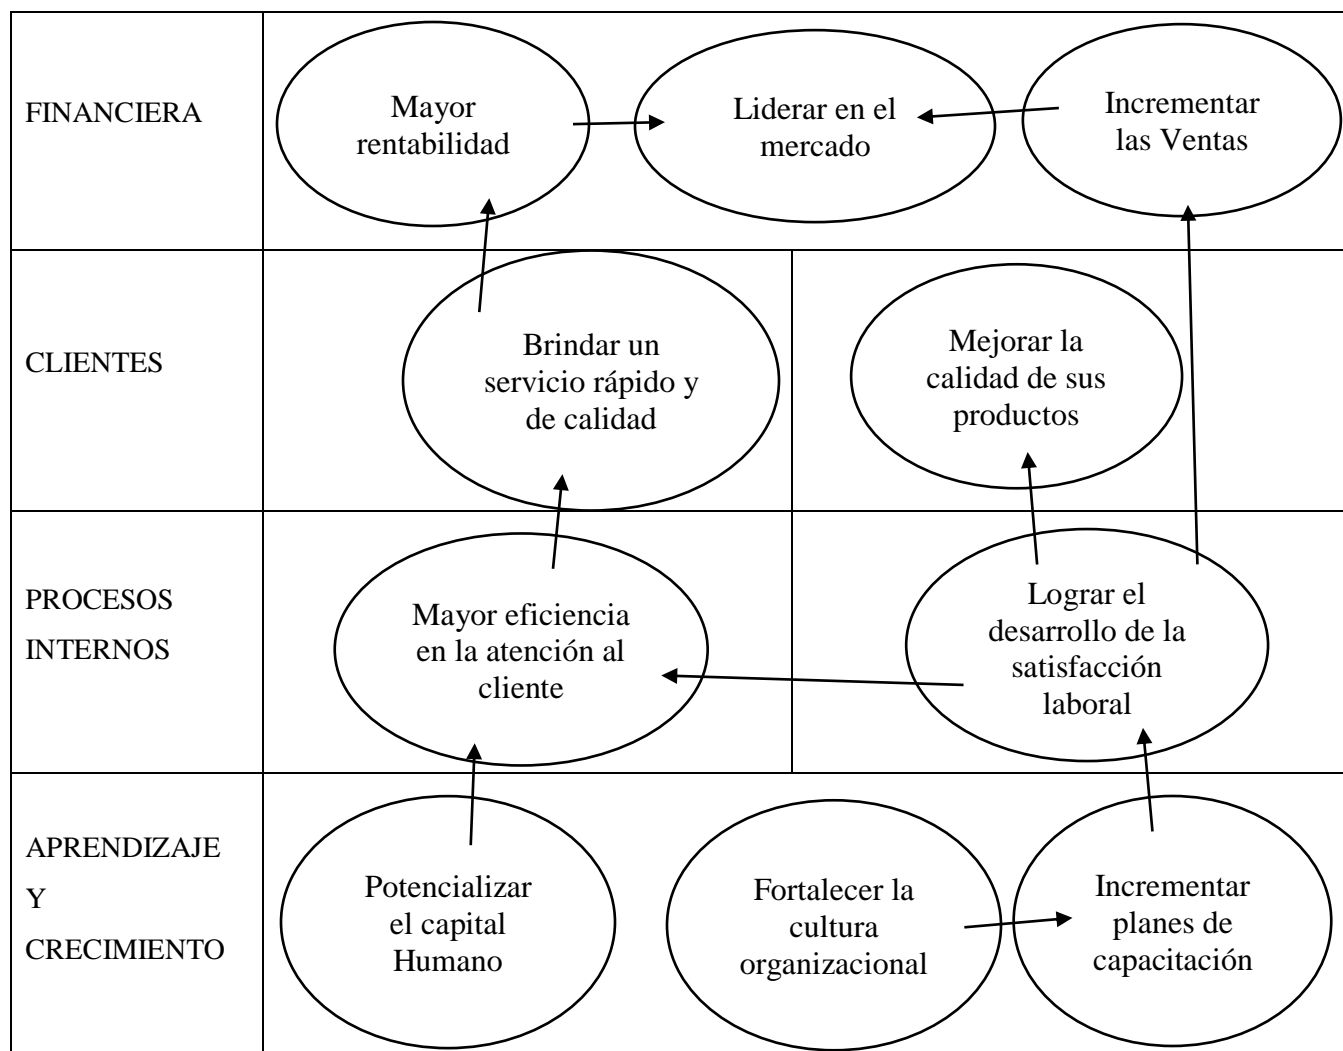 FINANCIERA
Mayor
rentabilidad
Liderar en el
mercado
Incrementar
las Ventas
CLIENTES
Brindar un
servicio rápido y
de calidad
Mejorar la
calidad de sus
productos
PROCESOS
INTERNOS
Mayor eficiencia
en la atención al
cliente
Lograr el
desarrollo de la
satisfacción
laboral
APRENDIZAJE
Y
CRECIMIENTO
Potencializar
el capital
Humano
Fortalecer la
cultura
organizacional
Incrementar
planes de
capacitación